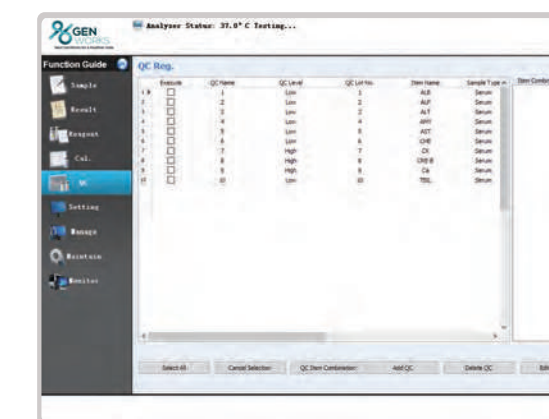 GEN
WORKS
Analyser Status: 37.0°C Testing...
Function Guide
QC Reg.
Sample
Result
Reagent
Cal.
QC
Setting
Manage
Maintain
Monitor
Execute QC Name QC Level QC Lot No. Item Name Sample Type Item Combin
1 1 Low 1 ALB Serum
2 2 Low 2 ALP Serum
3 3 Low 3 ALT Serum
4 4 Low 4 AMY Serum
5 5 Low 5 AST Serum
6 6 Low 6 CHE Serum
7 7 High 7 CK Serum
8 8 High 8 CKB-B Serum
9 9 High 9 Ca Serum
10 10 Low 10 Serum
Select All Cancel Selection QC Item Combination Add QC Delete QC Edit